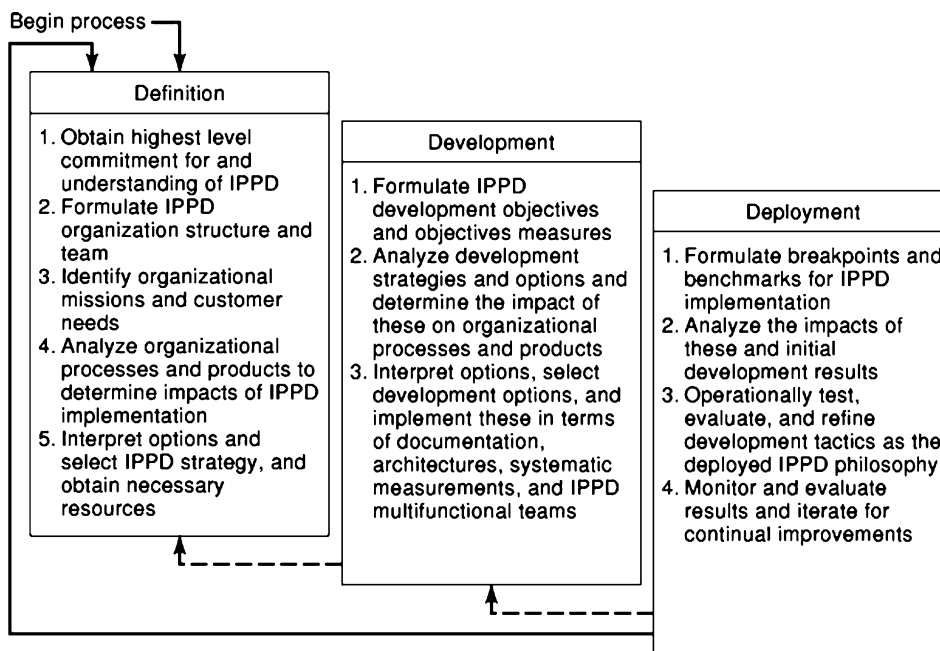 Begin process
Definition
1. Obtain highest level
commitment for and
understanding of IPPD
2. Formulate IPPD
organization structure and
team
3. Identify organizational
missions and customer
needs
4. Analyze organizational
processes and products to
determine impacts of IPPD
implementation
5. Interpret options and
select IPPD strategy, and
obtain necessary
resources
Development
1. Formulate IPPD
development objectives
and objectives measures
2. Analyze development
strategies and options and
determine the impact of
these on organizational
processes and products
3. Interpret options, select
development options, and
implement these in terms
of documentation,
architectures, systematic
measurements, and IPPD
multifunctional teams
Deployment
1. Formulate breakpoints and
benchmarks for IPPD
implementation
2. Analyze the impacts of
these and initial
development results
3. Operationally test,
evaluate, and refine
development tactics as the
deployed IPPD philosophy
4. Monitor and evaluate
results and iterate for
continual improvements